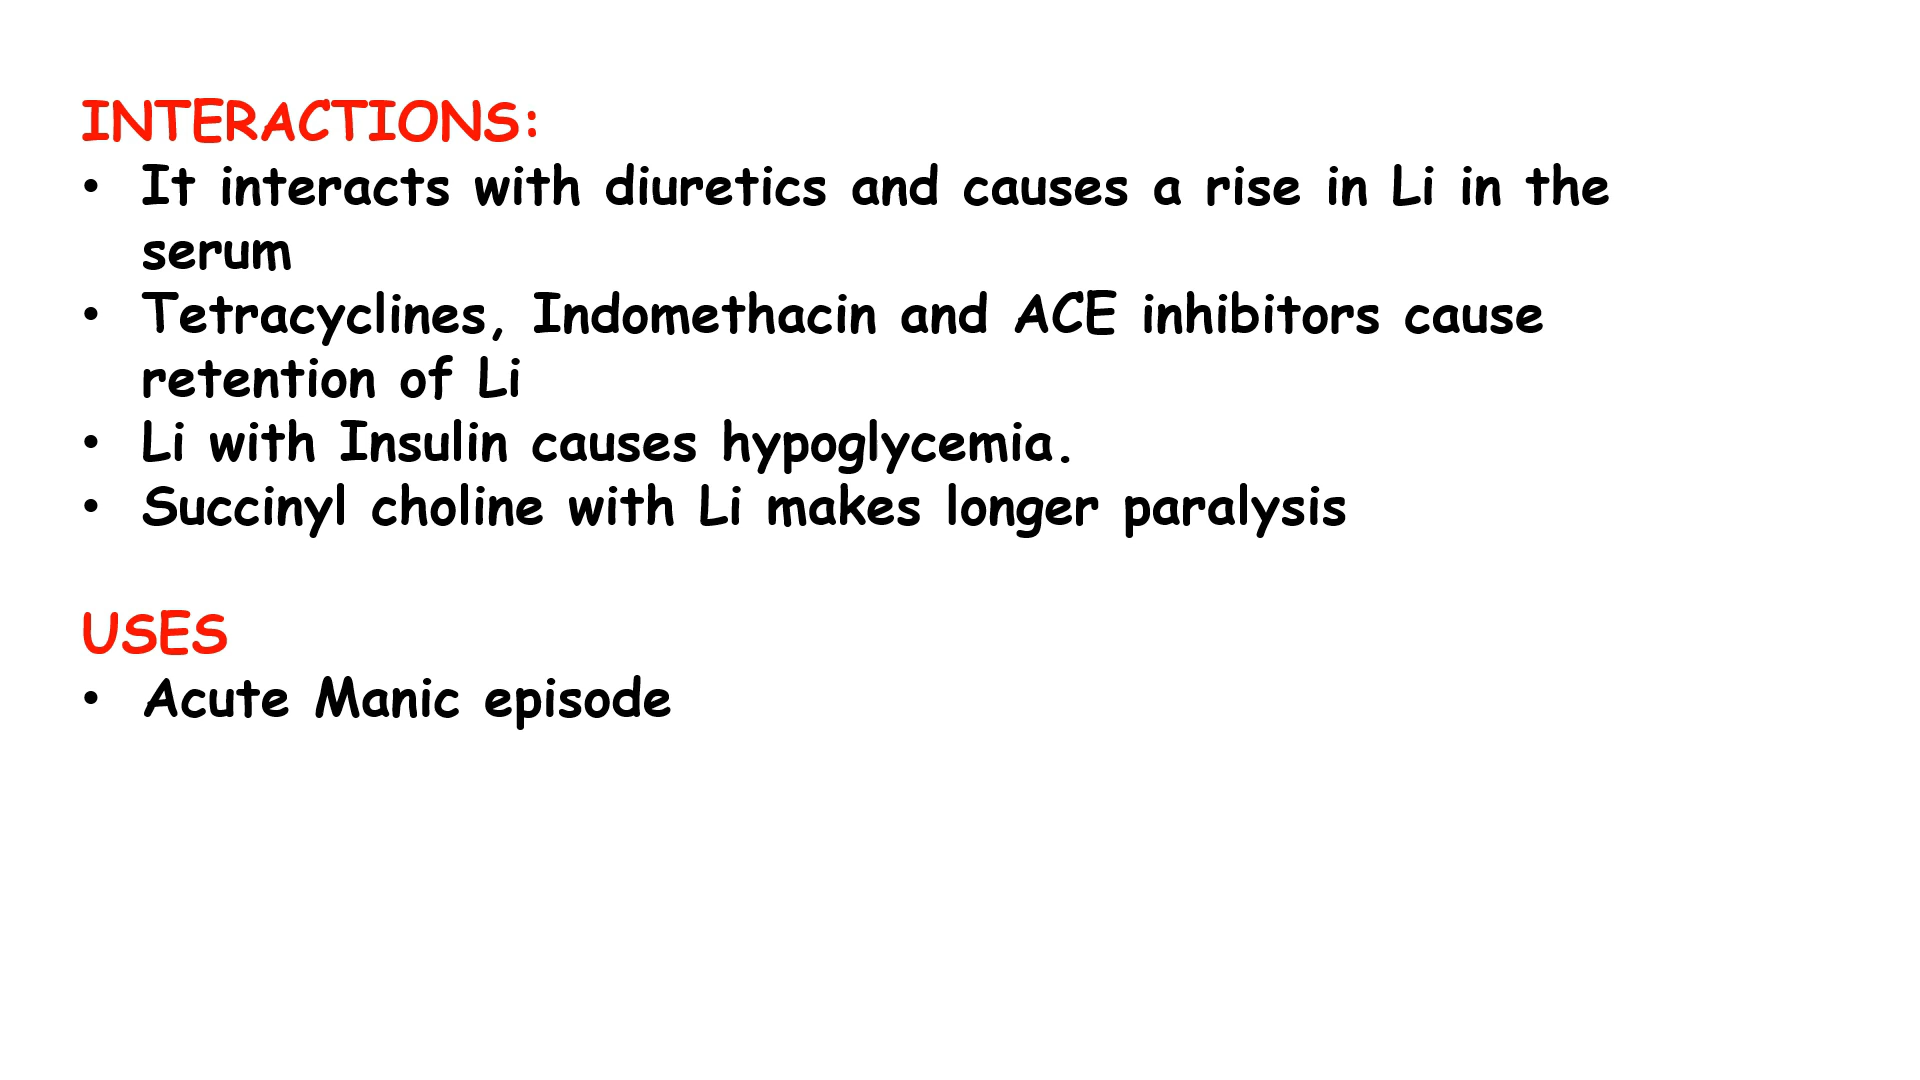 INTERACTIONS:
• It interacts with diuretics and causes a rise in Li in the
serum
• Tetracyclines, Indomethacin and ACE inhibitors cause
retention of Li
• Li with Insulin causes hypoglycemia.
• Succinyl choline with Li makes longer paralysis
USES
• Acute Manic episode